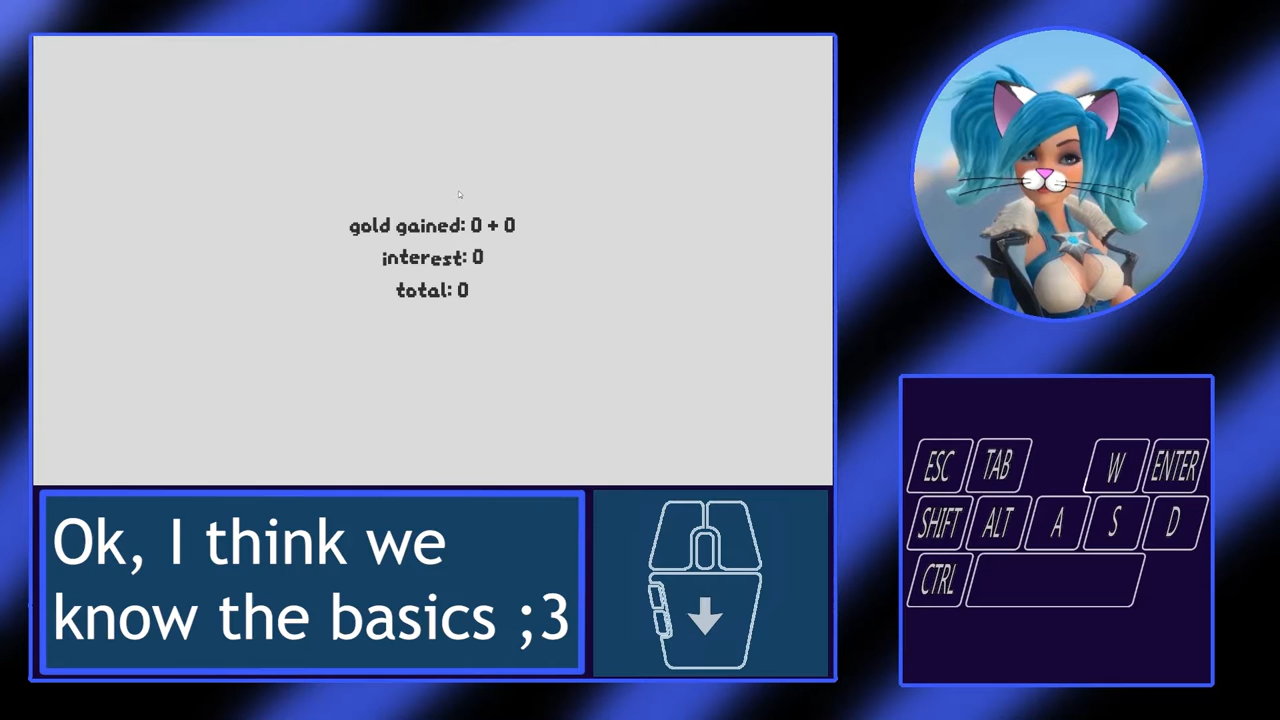 gold gained: 0 + 0
interest: 0
total: 0
Ok, I think we
know the basics ;3
ESC TAB W ENTER
SHIFT ALT A S D
CTRL